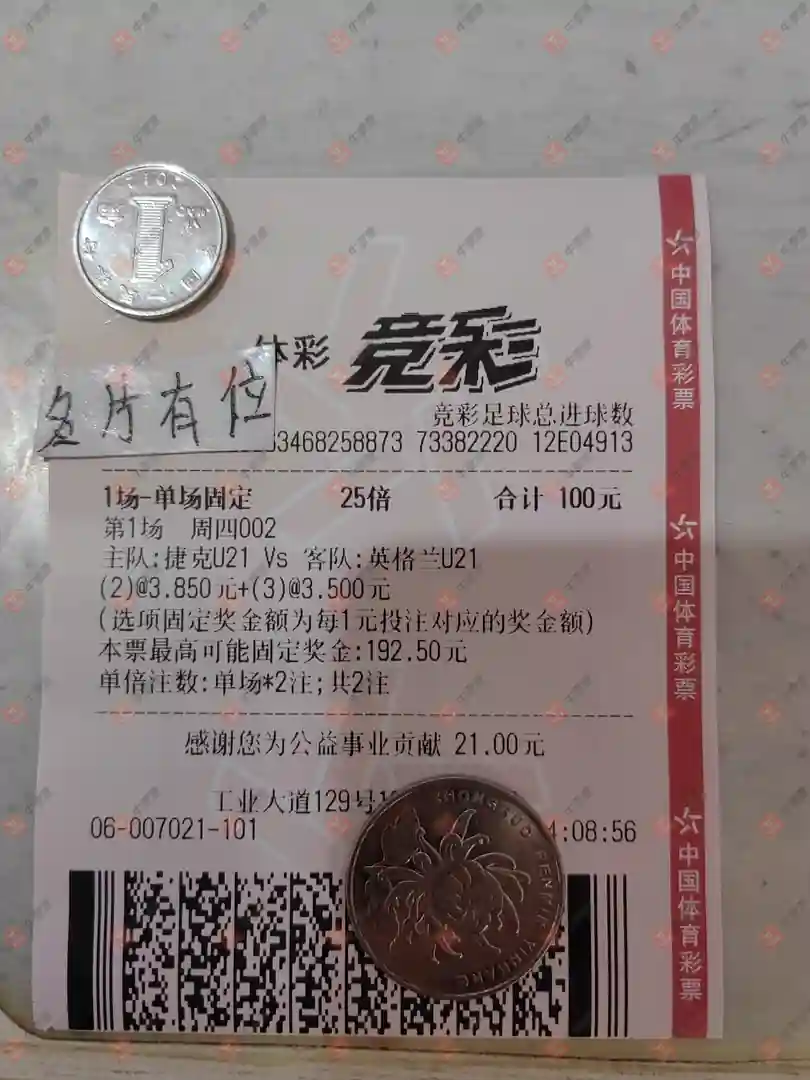 体彩 竞彩
竞彩足球总进球数
名片有位
3468258873 73382220 12E04913
1场-单场固定 25倍 合计 100元
第1场 周四002
主队:捷克U21 Vs 客队:英格兰U21
(2)@3.850元+(3)@3.500元
(选项固定奖金额为每1元投注对应的奖金额)
本票最高可能固定奖金:192.50元
单倍注数:单场*2注;共2注
感谢您为公益事业贡献 21.00元
工业大道129号
06-007021-101 4:08:56
中国体育彩票
中国体育彩票
中国体育彩票